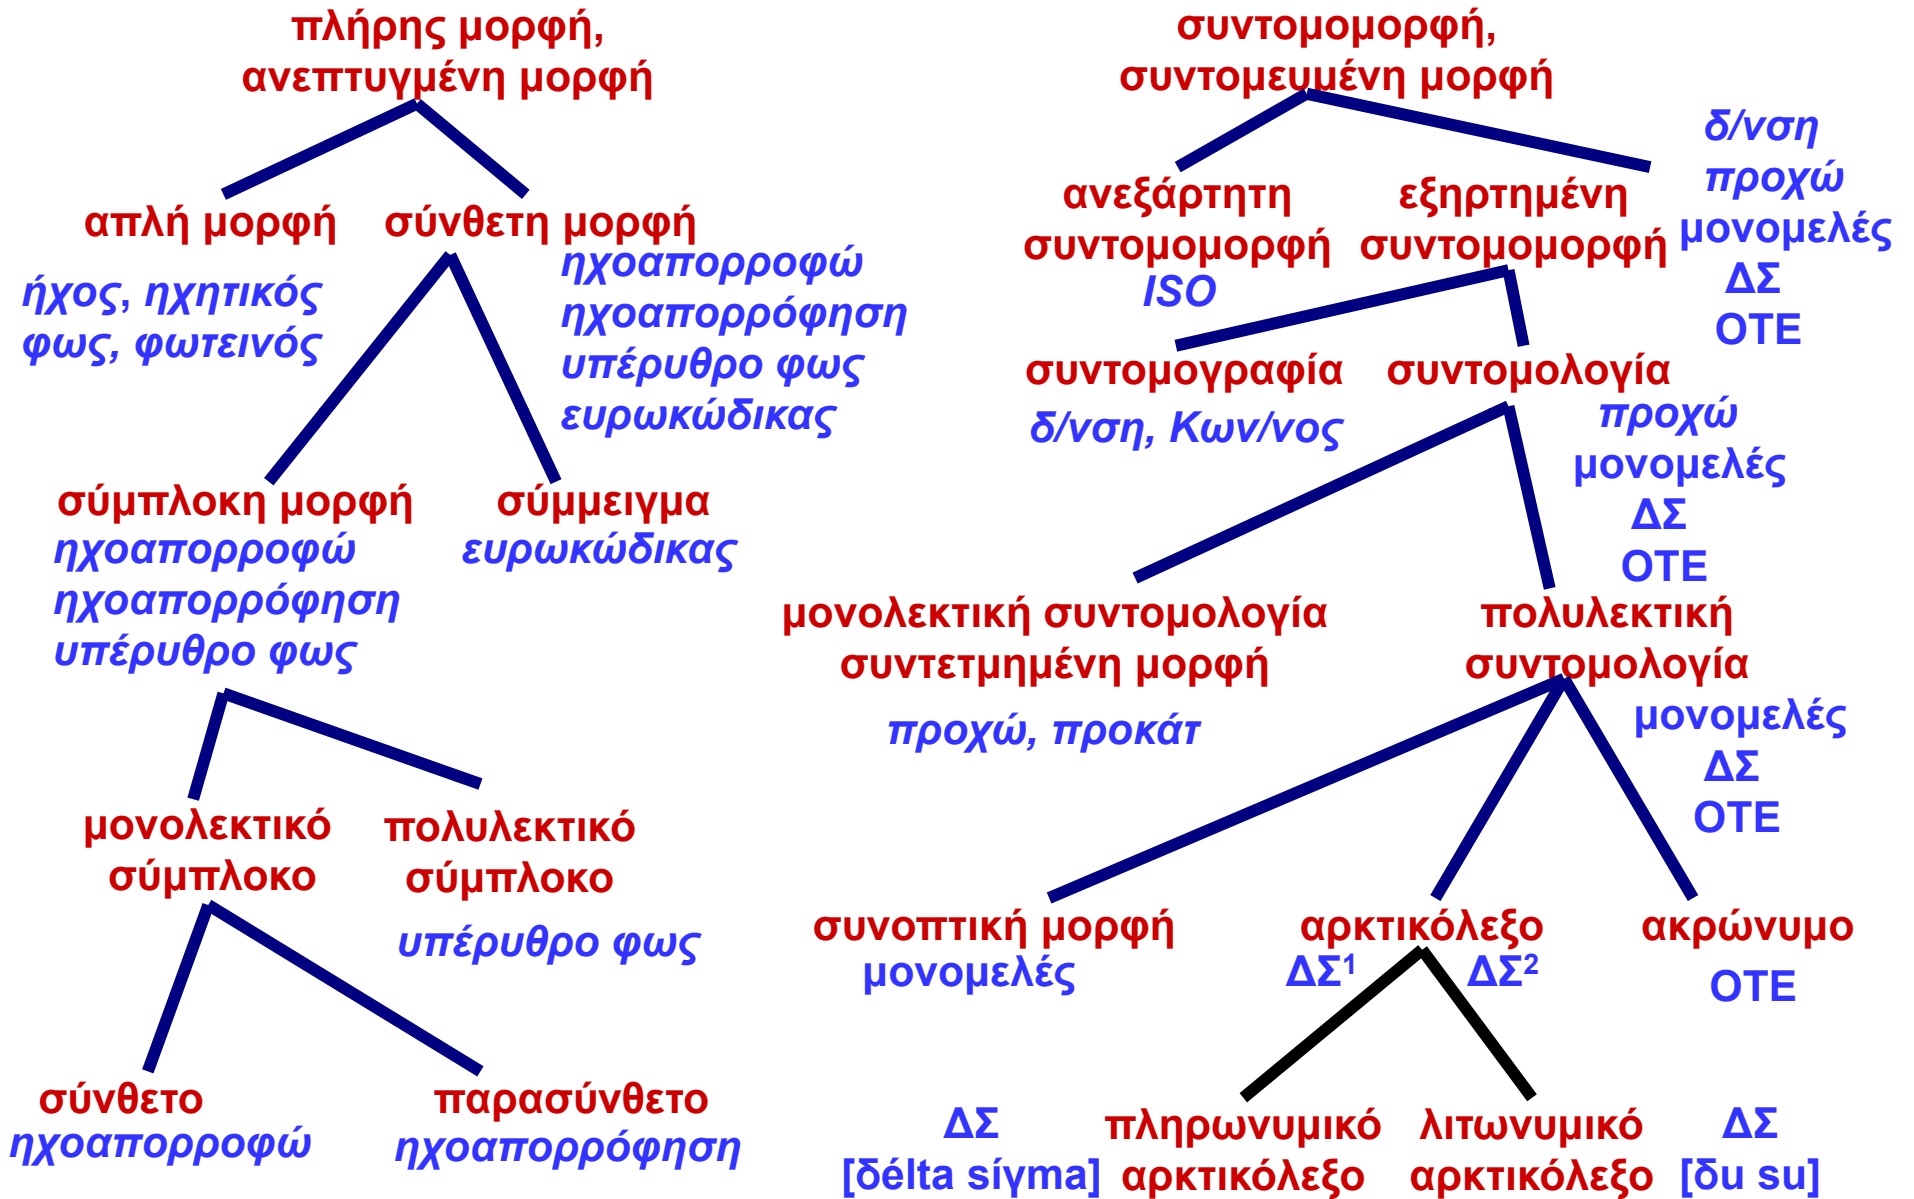 πλήρης μορφή,
ανεπτυγμένη μορφή
απλή μορφή
σύνθετη μορφή
ήχος, ηχητικός
φως, φωτεινός
ηχοαπορροφώ
ηχοαπορρόφηση
υπέρυθρο φως
ευρωκώδικας
σύμπλοκη μορφή
ηχοαπορροφώ
ηχοαπορρόφηση
υπέρυθρο φως
σύμμειγμα
ευρωκώδικας
μονολεκτικό
σύμπλοκο
πολυλεκτικό
σύμπλοκο
υπέρυθρο φως
σύνθετο
ηχοαπορροφώ
παρασύνθετο
ηχοαπορρόφηση
συντομομορφή,
συντομευμένη μορφή
ανεξάρτητη
συντομομορφή
ISO
εξηρτημένη
συντομομορφή
δ/νση
προχώ
μονομελές
ΔΣ
ΟΤΕ
συντομογραφία
δ/νση, Κων/νος
συντομολογία
προχώ
μονομελές
ΔΣ
ΟΤΕ
μονολεκτική συντομολογία
συντετμημένη μορφή
προχώ, προκάτ
πολυλεκτική
συντομολογία
μονομελές
ΔΣ
ΟΤΕ
συνοπτική μορφή
μονομελές
αρκτικόλεξο
ΔΣ¹ ΔΣ²
ακρώνυμο
ΟΤΕ
ΔΣ
[δélta síγma]
πληρωνυμικό
αρκτικόλεξο
λιτωνυμικό
αρκτικόλεξο
ΔΣ
[δu su]